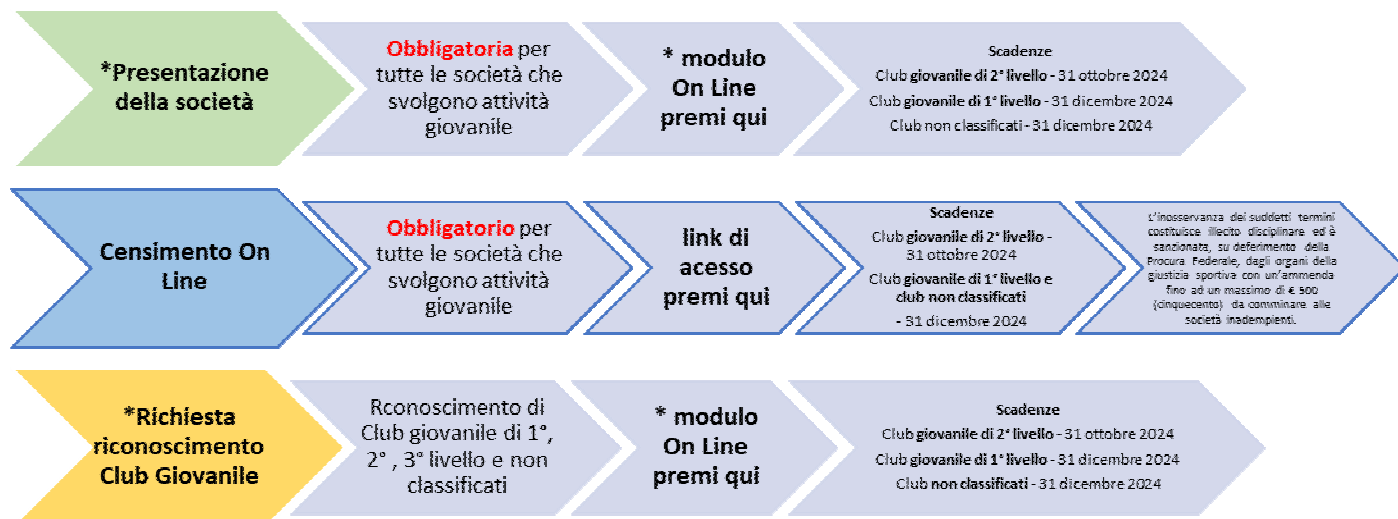 *Presentazione
della società
Obbligatoria per
tutte le società che
svolgono attività
giovanile
* modulo
On Line
premi qui
Scadenze
Club giovanile di 2° livello - 31 ottobre 2024
Club giovanile di 1° livello - 31 dicembre 2024
Club non classificati - 31 dicembre 2024
Censimento On
Line
Obbligatorio per
tutte le società che
svolgono attività
giovanile
link di
acesso
premi qui
Scadenze
Club giovanile di 2° livello -
31 ottobre 2024
Club giovanile di 1° livello e
club non classificati
- 31 dicembre 2024
L'inosservanza dei suddetti termini
costituisce illecito disciplinare ed è
sanzionata, su deferimento della
Procura Federale, dagli organi della
giustizia sportiva con un'ammenda
fino ad un massimo di € 500
(cinquecento) da comminare alle
società inadempienti.
*Richiesta
riconoscimento
Club Giovanile
Rconoscimento di
Club giovanile di 1°,
2° , 3° livello e non
classificati
* modulo
On Line
premi qui
Scadenze
Club giovanile di 2° livello - 31 ottobre 2024
Club giovanile di 1° livello - 31 dicembre 2024
Club non classificati - 31 dicembre 2024